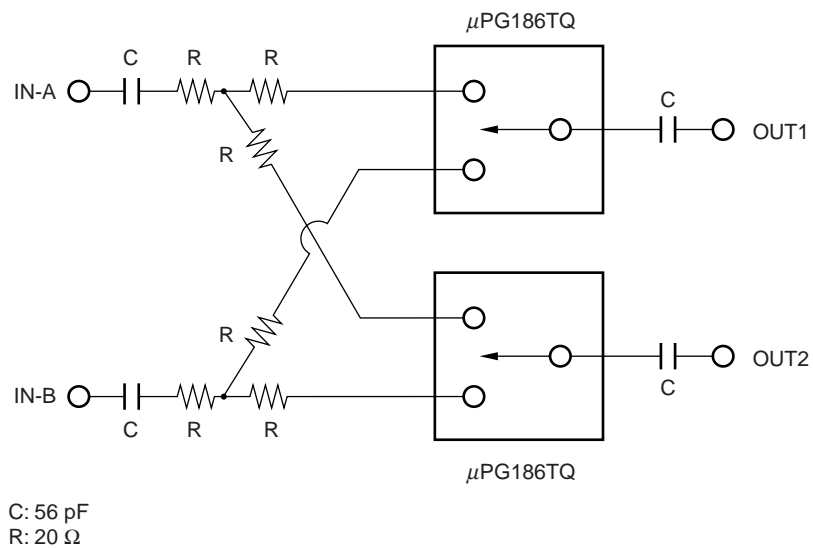 μPG186TQ
C
R
R
IN-A
C
OUT1
R
R
IN-B
C
R
R
C
OUT2
μPG186TQ
C: 56 pF
R: 20 Ω